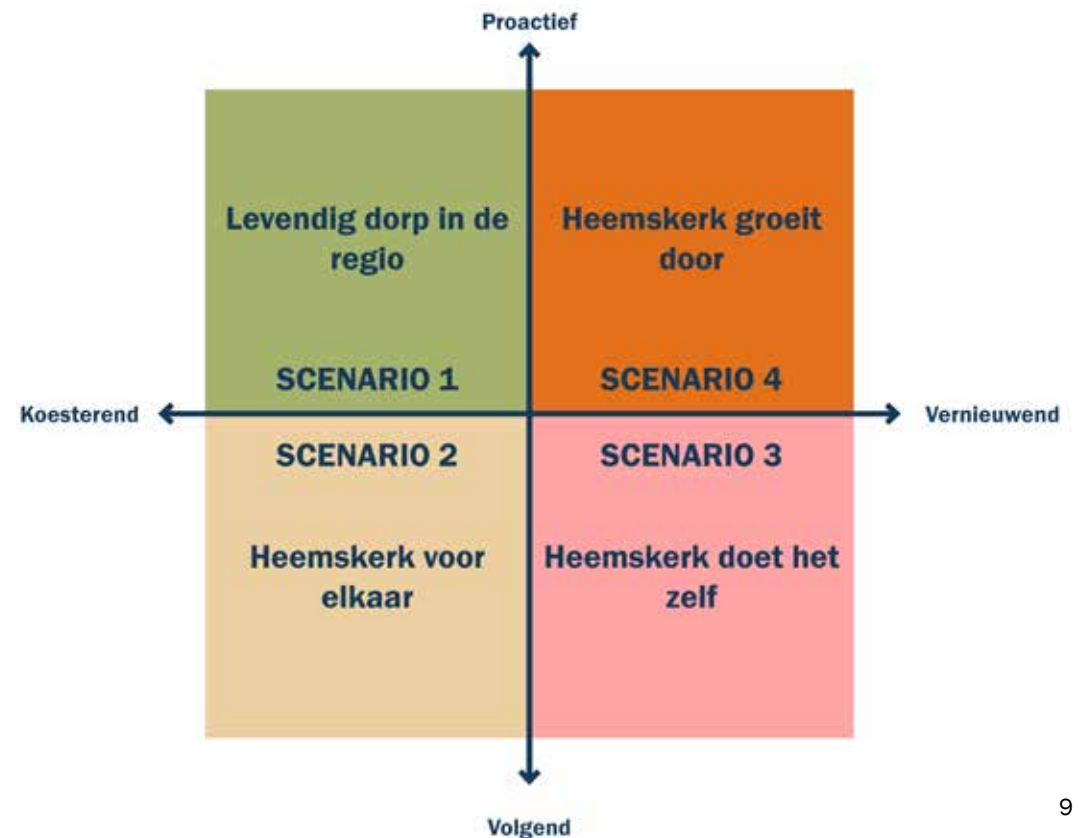 Proactief
Levendig dorp in de
regio
Heemskerk groeit
door
SCENARIO 1
SCENARIO 4
Koesterend
Vernieuwend
SCENARIO 2
SCENARIO 3
Heemskerk voor
elkaar
Heemskerk doet het
zelf
Volgend
9